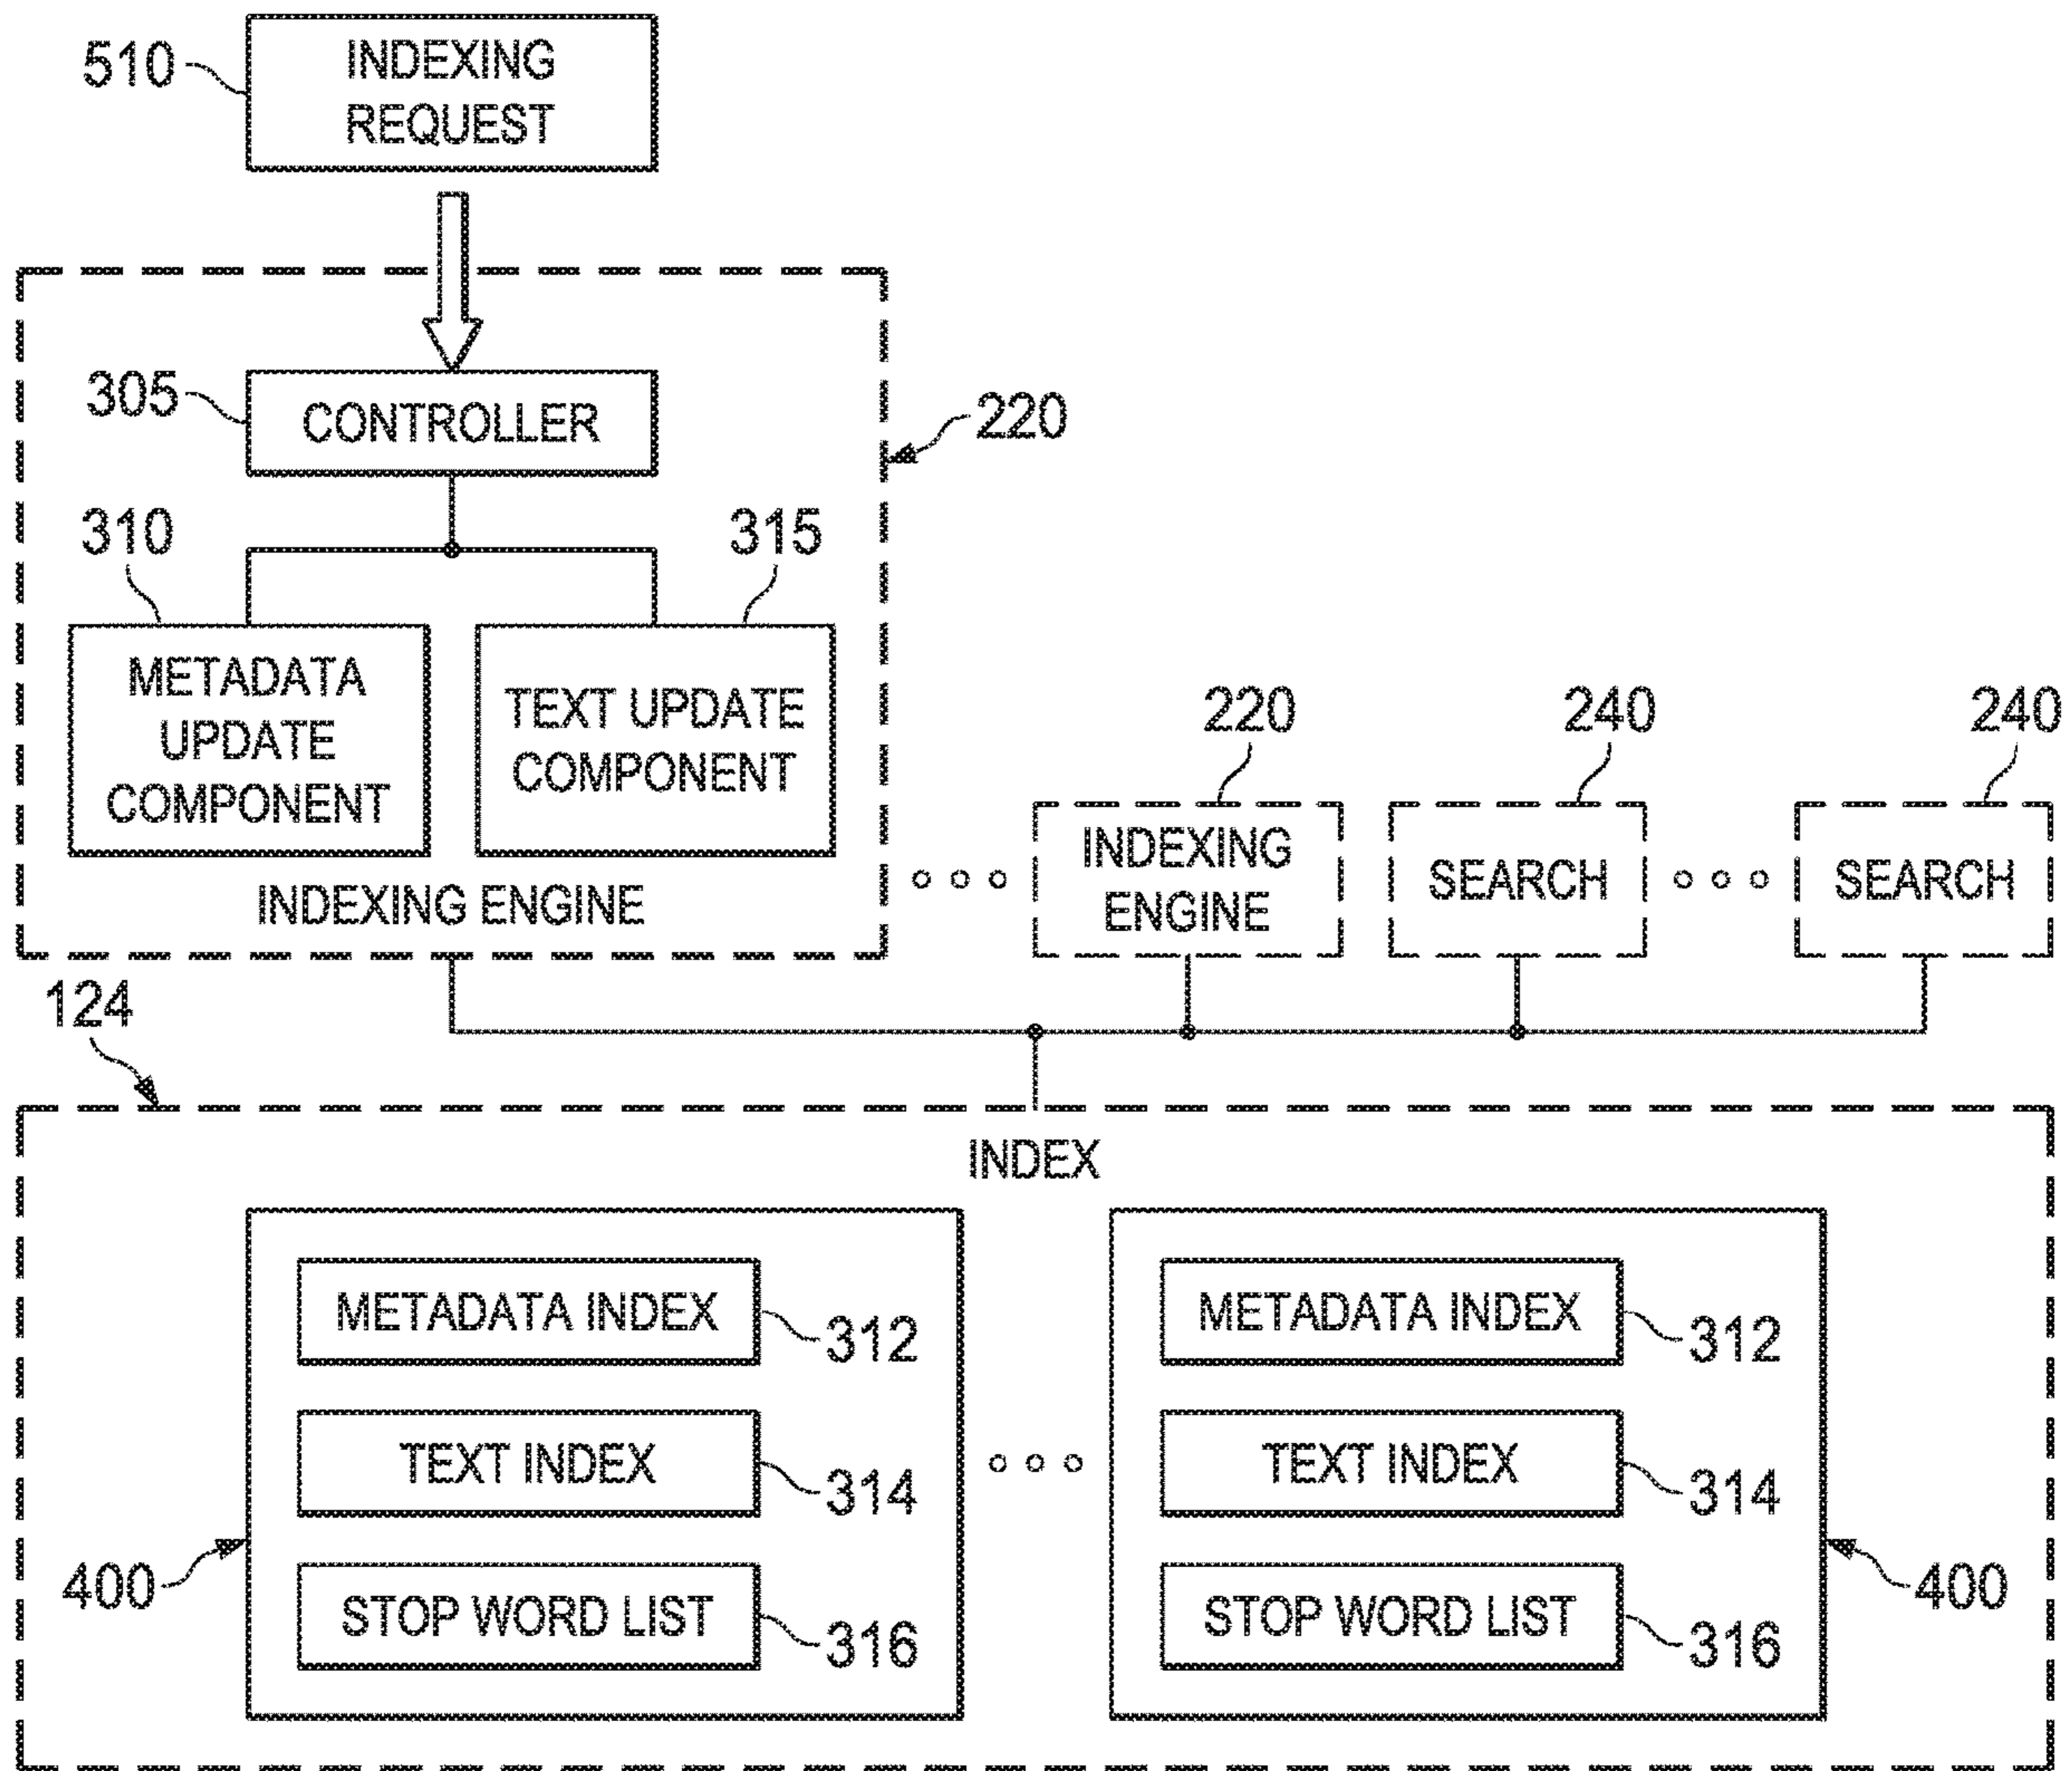 510
INDEXING
REQUEST
305
CONTROLLER
220
310
315
METADATA
UPDATE
COMPONENT
TEXT UPDATE
COMPONENT
INDEXING ENGINE
220
INDEXING
ENGINE
240
SEARCH
240
SEARCH
124
INDEX
METADATA INDEX
312
TEXT INDEX
314
STOP WORD LIST
316
400
METADATA INDEX
312
TEXT INDEX
314
STOP WORD LIST
316
400